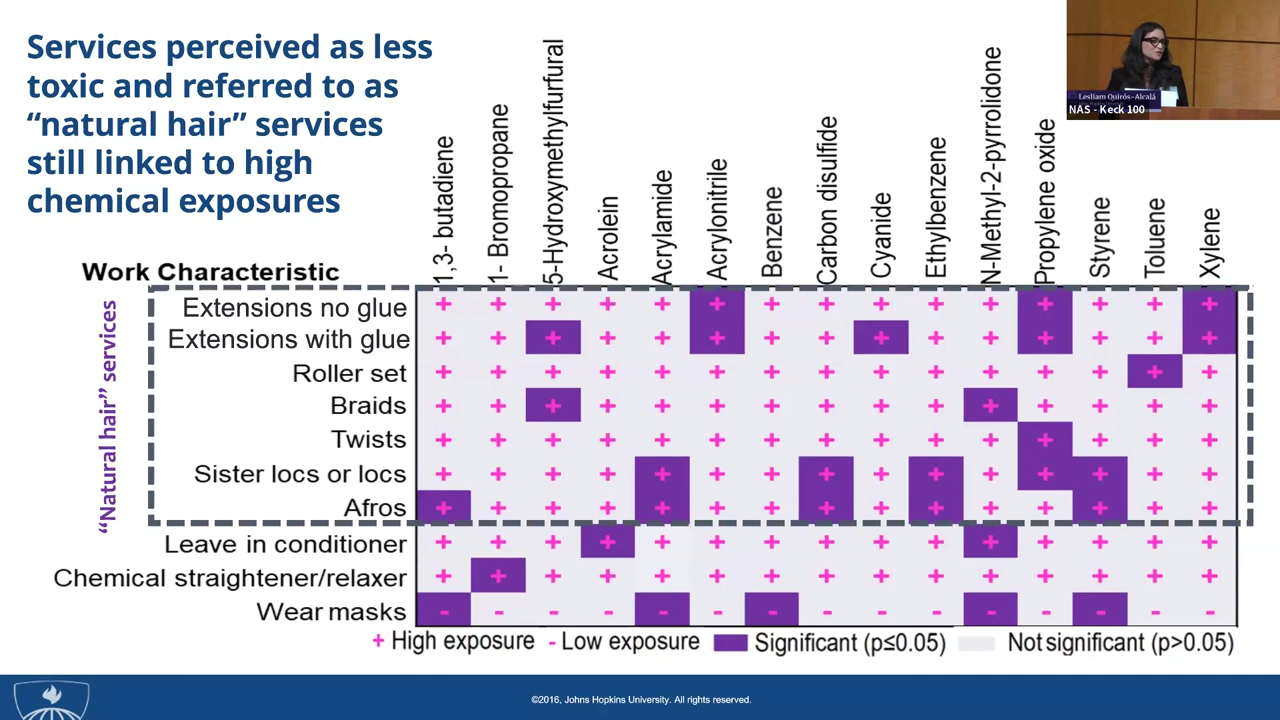 Services perceived as less
toxic and referred to as
“natural hair” services
still linked to high
chemical exposures
Lesliam Quirós-Alcalá
NAS - Keck 100
Work Characteristic
1,3- butadiene
1- Bromopropane
5-Hydroxymethylfurfural
Acrolein
Acrylamide
Acrylonitrile
Benzene
Carbon disulfide
Cyanide
Ethylbenzene
N-Methyl-2-pyrrolidone
Propylene oxide
Styrene
Toluene
Xylene
“Natural hair” services
Extensions no glue + + + + + + + + + + + + + + +
Extensions with glue + + + + + + + + + + + + + + +
Roller set + + + + + + + + + + + + + + +
Braids + + + + + + + + + + + + + + +
Twists + + + + + + + + + + + + + + +
Sister locs or locs + + + + + + + + + + + + + + +
Afros + + + + + + + + + + + + + + +
Leave in conditioner + + + + + + + + + + + + + + +
Chemical straightener/relaxer + + + + + + + + + + + + + + +
Wear masks - - - - - - - - - - - - - - -
+ High exposure - Low exposure Significant (p≤0.05) Not significant (p>0.05)
©2016, Johns Hopkins University. All rights reserved.